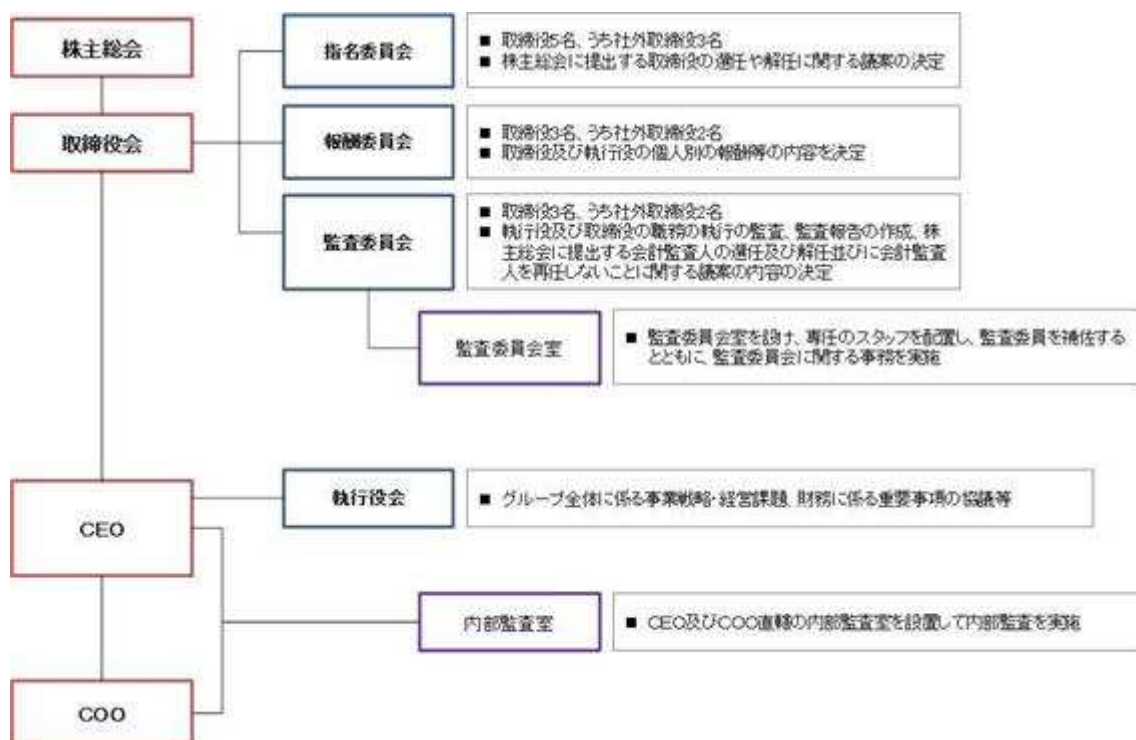 株主総会
指名委員会
■ 取締役5名、うち社外取締役3名
■ 株主総会に提出する取締役の選任や解任に関する議案の決定
取締役会
報酬委員会
■ 取締役3名、うち社外取締役2名
■ 取締役及び執行役の個人別の報酬等の内容を決定
監査委員会
■ 取締役3名、うち社外取締役2名
■ 執行役及び取締役の職務の執行の監査、監査報告の作成、株
主総会に提出する会計監査人の選任及び解任並びに会計監査
人を再任しないことに関する議案の内容の決定
監査委員会室
■ 監査委員会室を設け、専任のスタッフを配置し、監査委員を補佐する
とともに、監査委員会に関する事務を実施
CEO
執行役会
■ グループ全体に係る事業戦略・経営課題、財務に係る重要事項の協議等
内部監査室
■ CEO及びCOO直轄の内部監査室を設置して内部監査を実施
COO